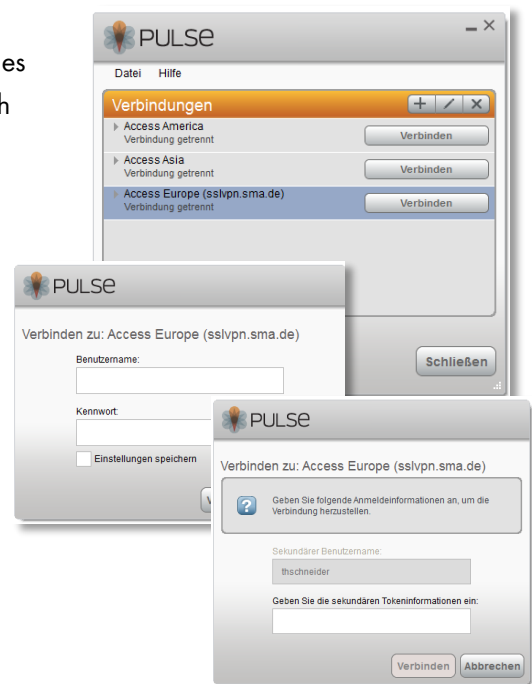 es
h
PULSE
Datei Hilfe
Verbindungen
Access America
Verbindung getrennt
Verbinden
Access Asia
Verbindung getrennt
Verbinden
Access Europe (sslvpn.sma.de)
Verbindung getrennt
Verbinden
Schließen
PULSE
Verbinden zu: Access Europe (sslvpn.sma.de)
Benutzername:
Kennwort:
Einstellungen speichern
V
PULSE
Verbinden zu: Access Europe (sslvpn.sma.de)
Geben Sie folgende Anmeldeinformationen an, um die
Verbindung herzustellen.
Sekundärer Benutzername:
thschneider
Geben Sie die sekundären Tokeninformationen ein:
Verbinden Abbrechen